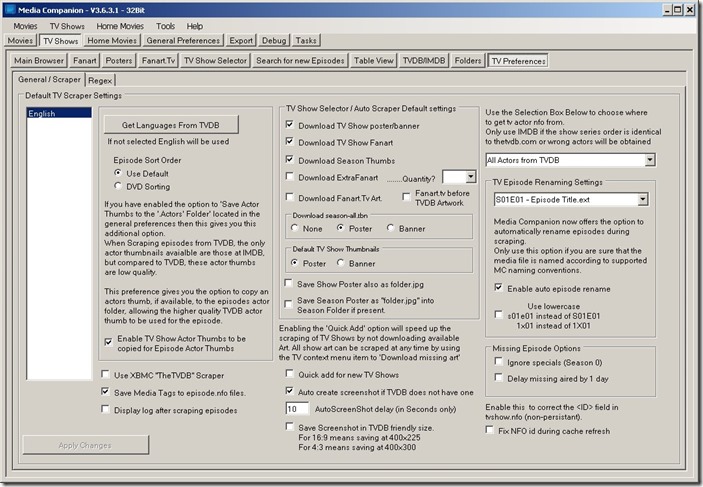 Media Companion - V3.6.3.1 - 32Bit
Movies TV Shows Home Movies Tools Help
Movies TV Shows Home Movies General Preferences Export Debug Tasks
Main Browser Fanart Posters Fanart.Tv TV Show Selector Search for new Episodes Table View TVDB/IMDB Folders TV Preferences
General / Scraper Regex
Default TV Scraper Settings
English
Get Languages From TVDB
If not selected English will be used
Episode Sort Order
Use Default
DVD Sorting
If you have enabled the option to 'Save Actor
Thumbs to the '.Actors' Folder' located in the
general preferences then this gives you this
additional option.
When Scraping episodes from TVDB, the only
actor thumbnails avaialble are those at IMDB,
but compared to TVDB, these actor thumbs
are low quality.
This preference gives you the option to copy an
actors thumb, if available, to the episodes actor
folder, allowing the higher quality TVDB actor
thumb to be used for the episode.
Enable TV Show Actor Thumbs to be
copied for Episode Actor Thumbs
Use XBMC "TheTVDB" Scraper
Save Media Tags to episode.nfo files.
Display log after scraping episodes
Apply Changes
TV Show Selector / Auto Scraper Default settings
Download TV Show poster/banner
Download TV Show Fanart
Download Season Thumbs
Download ExtraFanart ........Quantity?
Download Fanart.Tv Art.
Fanart.tv before
TVDB Artwork
Download season-all.tbn
None Poster Banner
Default TV Show Thumbnails
Poster Banner
Save Show Poster also as folder.jpg
Save Season Poster as "folder.jpg" into
Season Folder if present.
Enabling the 'Quick Add' option will speed up the
scraping of TV Shows by not downloading available
Art. All show art can be scraped at any time by using
the TV context menu item to 'Download missing art'
Quick add for new TV Shows
Auto create screenshot if TVDB does not have one
10 AutoScreenShot delay (in Seconds only)
Save Screenshot in TVDB friendly size.
For 16:9 means saving at 400x225
For 4:3 means saving at 400x300
Use the Selection Box Below to choose where
to get tv actor nfo from.
Only use IMDB if the show series order is identical
to thetvdb.com or wrong actors will be obtained
All Actors from TVDB
TV Episode Renaming Settings
S01E01 - Episode Title.ext
Media Companion now offers the option to
automatically rename episodes during
scraping.
Only use this option if you are sure that the
media file is named according to supported
MC naming conventions.
Enable auto episode rename
Use lowercase
s01e01 instead of S01E01
1x01 instead of 1X01
Missing Episode Options
Ignore specials (Season 0)
Delay missing aired by 1 day
Enable this to correct the <ID> field in
tvshow.nfo (non-persistant).
Fix NFO id during cache refresh